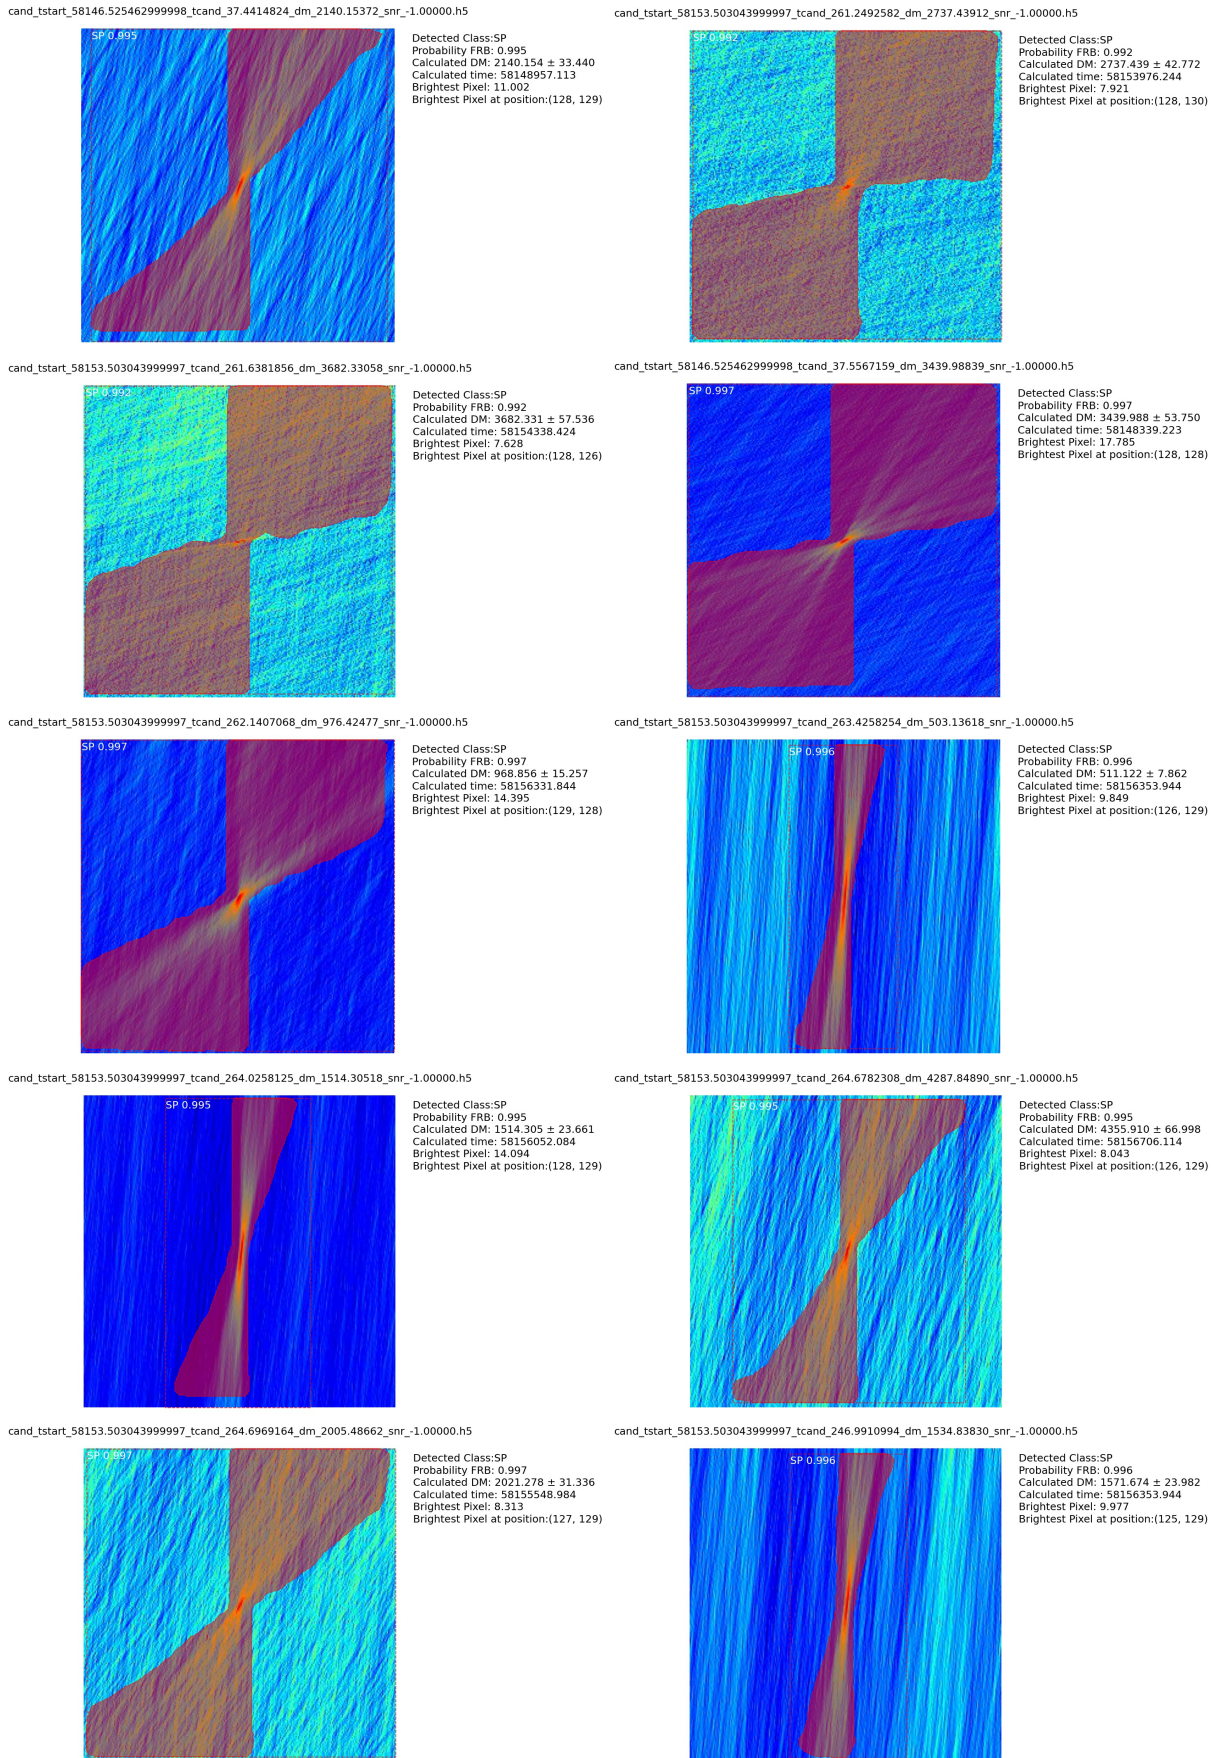 cand_tstart_58146.525462999998_tcand_37.4414824_dm_2140.15372_snr_-1.00000.h5
SP 0.995
Detected Class:SP
Probability FRB: 0.995
Calculated DM: 2140.154 ± 33.440
Calculated time: 58148957.113
Brightest Pixel: 11.002
Brightest Pixel at position:(128, 129)
cand_tstart_58153.503043999997_tcand_261.2492582_dm_2737.43912_snr_-1.00000.h5
SP 0.992
Detected Class:SP
Probability FRB: 0.992
Calculated DM: 2737.439 ± 42.772
Calculated time: 58153976.244
Brightest Pixel: 7.921
Brightest Pixel at position:(128, 130)
cand_tstart_58153.503043999997_tcand_261.6381856_dm_3682.33058_snr_-1.00000.h5
SP 0.992
Detected Class:SP
Probability FRB: 0.992
Calculated DM: 3682.331 ± 57.536
Calculated time: 58154338.424
Brightest Pixel: 7.628
Brightest Pixel at position:(128, 126)
cand_tstart_58146.525462999998_tcand_37.5567159_dm_3439.98839_snr_-1.00000.h5
SP 0.997
Detected Class:SP
Probability FRB: 0.997
Calculated DM: 3439.988 ± 53.750
Calculated time: 58148339.223
Brightest Pixel: 17.785
Brightest Pixel at position:(128, 128)
cand_tstart_58153.503043999997_tcand_262.1407068_dm_976.42477_snr_-1.00000.h5
SP 0.997
Detected Class:SP
Probability FRB: 0.997
Calculated DM: 968.856 ± 15.257
Calculated time: 58156331.844
Brightest Pixel: 14.395
Brightest Pixel at position:(129, 128)
cand_tstart_58153.503043999997_tcand_263.4258254_dm_503.13618_snr_-1.00000.h5
SP 0.996
Detected Class:SP
Probability FRB: 0.996
Calculated DM: 511.122 ± 7.862
Calculated time: 58156353.944
Brightest Pixel: 9.849
Brightest Pixel at position:(126, 129)
cand_tstart_58153.503043999997_tcand_264.0258125_dm_1514.30518_snr_-1.00000.h5
SP 0.995
Detected Class:SP
Probability FRB: 0.995
Calculated DM: 1514.305 ± 23.661
Calculated time: 58156052.084
Brightest Pixel: 14.094
Brightest Pixel at position:(128, 129)
cand_tstart_58153.503043999997_tcand_264.6782308_dm_4287.84890_snr_-1.00000.h5
SP 0.995
Detected Class:SP
Probability FRB: 0.995
Calculated DM: 4355.910 ± 66.998
Calculated time: 58156706.114
Brightest Pixel: 8.043
Brightest Pixel at position:(126, 129)
cand_tstart_58153.503043999997_tcand_264.6969164_dm_2005.48662_snr_-1.00000.h5
SP 0.997
Detected Class:SP
Probability FRB: 0.997
Calculated DM: 2021.278 ± 31.336
Calculated time: 58155548.984
Brightest Pixel: 8.313
Brightest Pixel at position:(127, 129)
cand_tstart_58153.503043999997_tcand_246.9910994_dm_1534.83830_snr_-1.00000.h5
SP 0.996
Detected Class:SP
Probability FRB: 0.996
Calculated DM: 1571.674 ± 23.982
Calculated time: 58156353.944
Brightest Pixel: 9.977
Brightest Pixel at position:(125, 129)